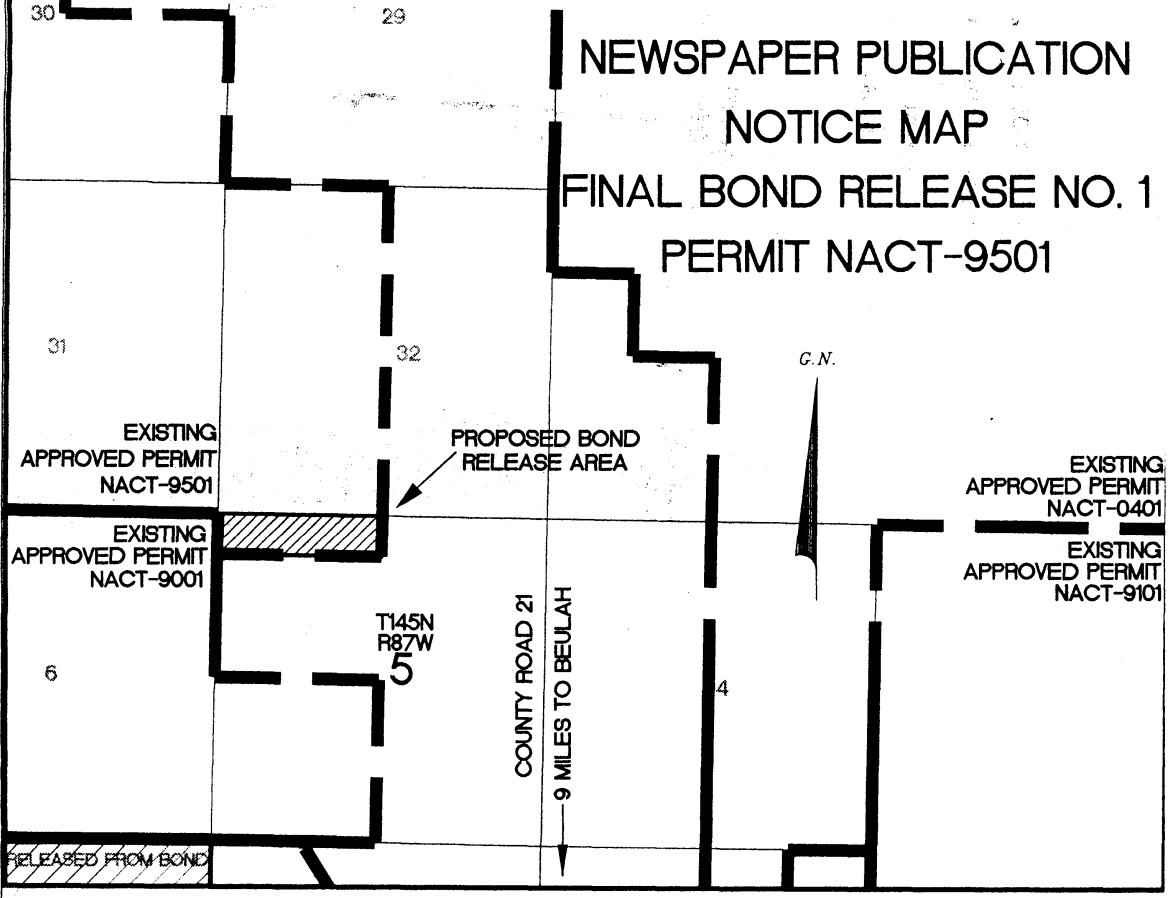 30
29
NEWSPAPER PUBLICATION
NOTICE MAP
FINAL BOND RELEASE NO. 1
PERMIT NACT-9501
31
32
G.N.
EXISTING
APPROVED PERMIT
NACT-9501
PROPOSED BOND
RELEASE AREA
EXISTING
APPROVED PERMIT
NACT-0401
EXISTING
APPROVED PERMIT
NACT-9001
EXISTING
APPROVED PERMIT
NACT-9101
T145N
R87W
5
6
4
COUNTY ROAD 21
9 MILES TO BEULAH
RELEASED FROM BOND